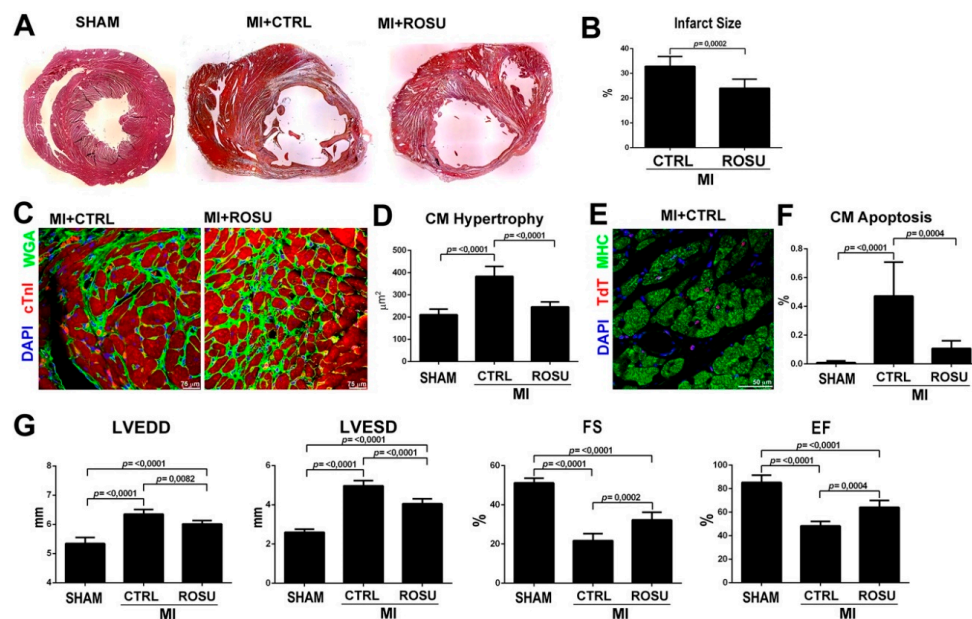 A
SHAM
MI+CTRL
MI+ROSU
B
Infarct Size
p= 0,0002
%
40
30
20
10
0
CTRL
ROSU
MI
C
MI+CTRL
MI+ROSU
DAPI cTnI WGA
75 µm
75 µm
D
CM Hypertrophy
p= <0,0001
p= <0,0001
µm²
500
400
300
200
100
0
SHAM
CTRL
ROSU
MI
E
MI+CTRL
DAPI TdT MHC
50 µm
F
CM Apoptosis
p= 0,0004
p= <0,0001
%
0.8
0.6
0.4
0.2
0.0
SHAM
CTRL
ROSU
MI
G
LVEDD
p= <0,0001
p= 0,0082
p= <0,0001
mm
8
7
6
5
4
SHAM
CTRL
ROSU
MI
LVESD
p= <0,0001
p= <0,0001
p= <0,0001
mm
6
4
2
0
SHAM
CTRL
ROSU
MI
FS
p= <0,0001
p= <0,0001
p= 0,0002
%
60
40
20
0
SHAM
CTRL
ROSU
MI
EF
p= <0,0001
p= <0,0001
p= 0,0004
%
100
80
60
40
20
0
SHAM
CTRL
ROSU
MI